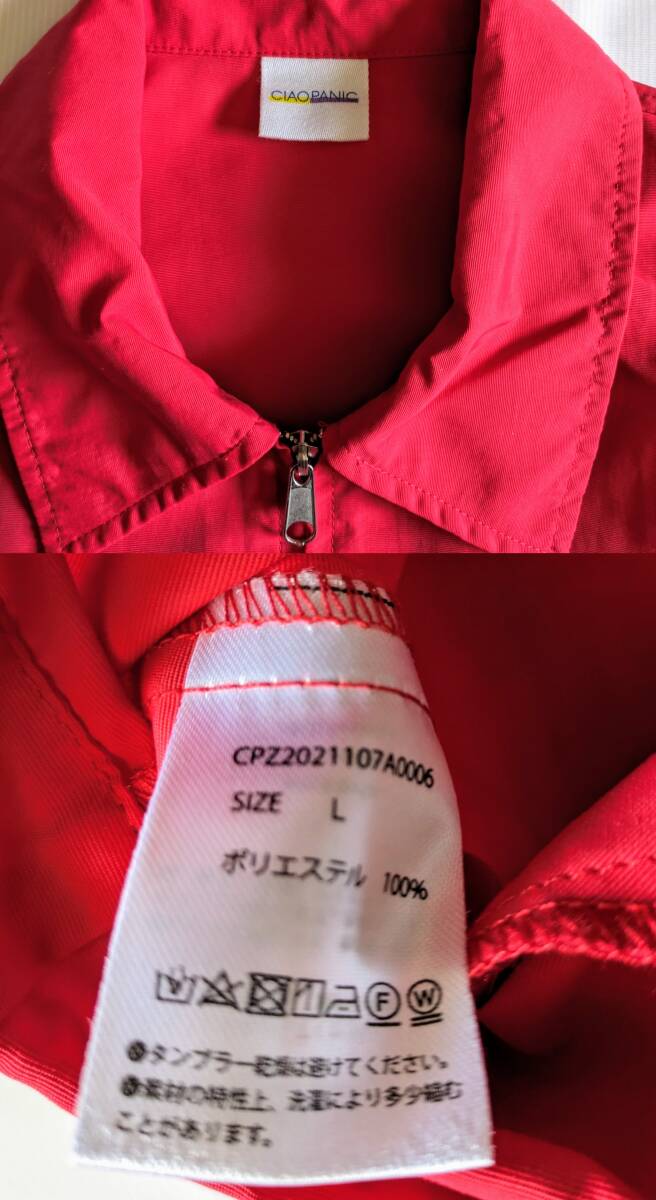 CIAOPANIC
CPZ2021107A0006
SIZE L
ポリエステル 100%
F W
●タンブラー乾燥は避けてください。
●素材の特性上、洗濯により多少縮む
ことがあります。